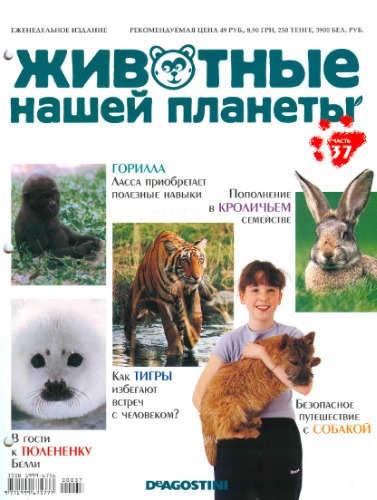 ЕЖЕНЕДЕЛЬНОЕ ИЗДАНИЕ
РЕКОМЕНДУЕМАЯ ЦЕНА 49 РУБ., 8,90 ГРН, 250 ТЕНГЕ, 3900 БЕЛ. РУБ.
ЖИВОТНЫЕ
НАШЕЙ ПЛАНЕТЫ
ЧАСТЬ
37
ГОРИЛЛА
Ласса приобретает
полезные навыки
Пополнение
в КРОЛИЧЬЕМ
семействе
Как ТИГРЫ
избегают
встреч
с человеком?
Безопасное
путешествие
с СОБАКОЙ
В гости
к ТЮЛЕНЕНКУ
Белли
DEAGOSTINI